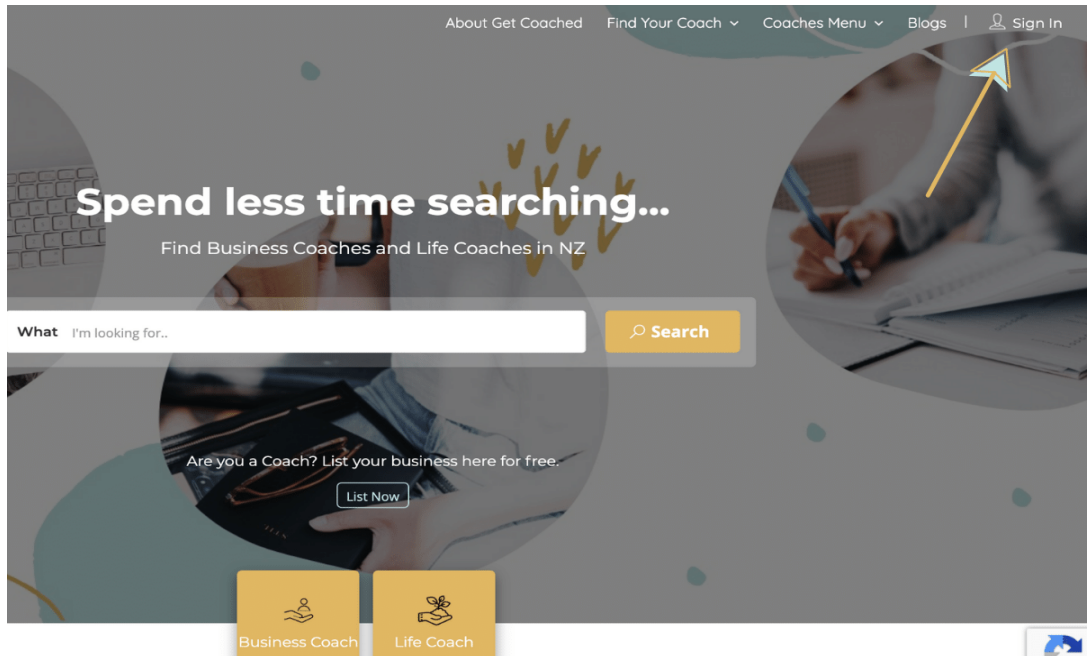 About Get Coached Find Your Coach Coaches Menu Blogs | Sign In
Spend less time searching...
Find Business Coaches and Life Coaches in NZ
What I'm looking for.. Search
Are you a Coach? List your business here for free.
List Now
Business Coach Life Coach